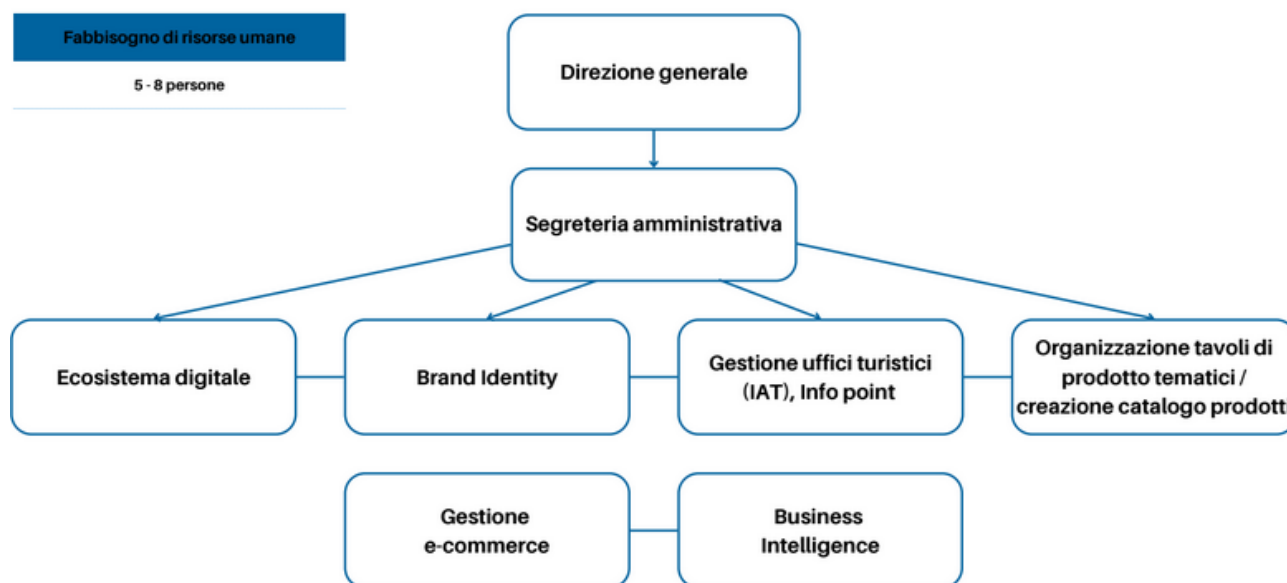 Fabbisogno di risorse umane
5 - 8 persone
Direzione generale
Segreteria amministrativa
Ecosistema digitale
Brand Identity
Gestione uffici turistici
(IAT), Info point
Organizzazione tavoli di
prodotto tematici /
creazione catalogo prodott
Gestione
e-commerce
Business
Intelligence